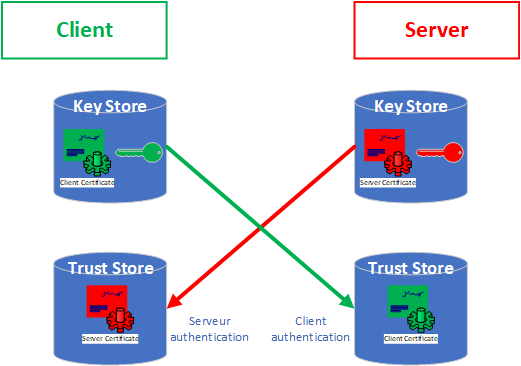 Client
Server
Key Store
Client Certificate
Key Store
Server Certificate
Trust Store
Server Certificate
Serveur
authentication
Client
authentication
Trust Store
Client Certificate